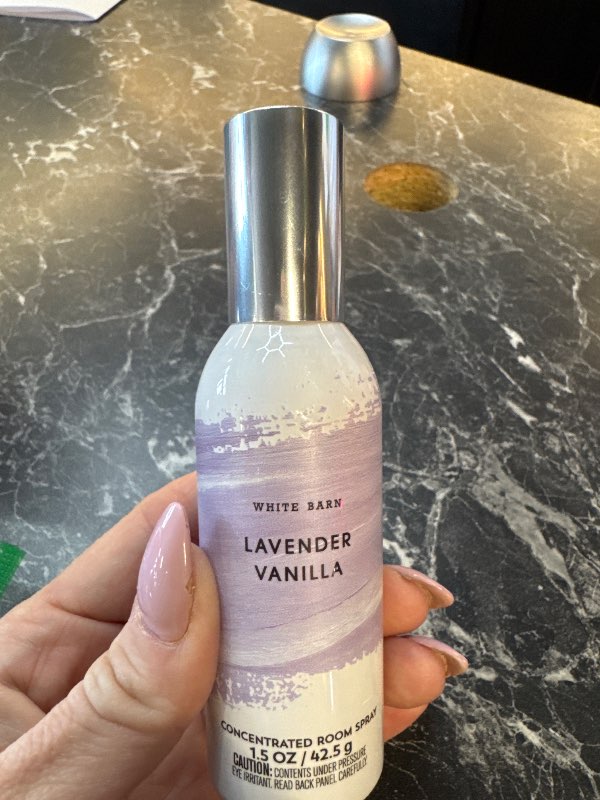 WHITE BARN
LAVENDER
VANILLA
CONCENTRATED ROOM SPRAY
1.5 OZ / 42.5 g
CAUTION: CONTENTS UNDER PRESSURE
EYE IRRITANT. READ BACK PANEL CAREFULLY.